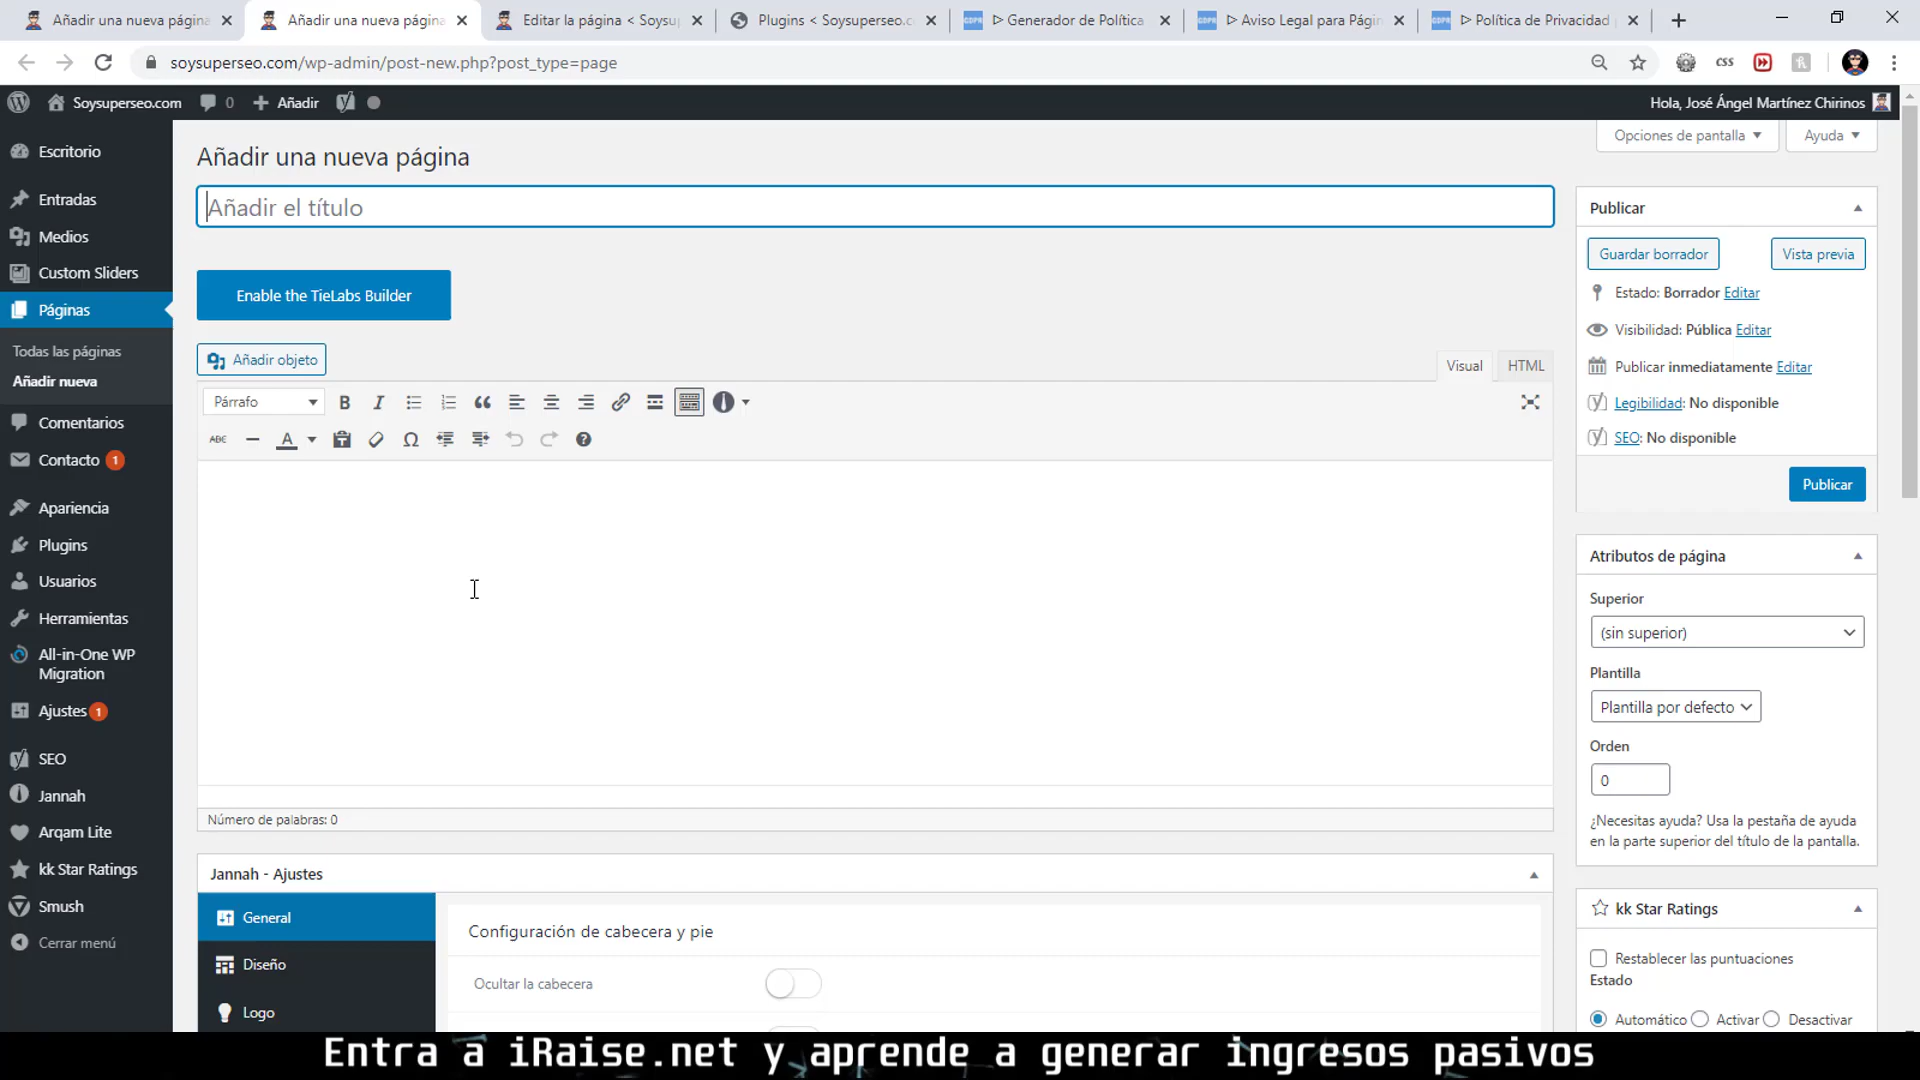 Añadir una nueva página
Añadir una nueva página
Editar la página < Soysup
Plugins < Soysuperseo.c
ᐅ Generador de Política
ᐅ Aviso Legal para Págin
ᐅ Política de Privacidad
soysuperseo.com/wp-admin/post-new.php?post_type=page
CSS
Soysuperseo.com
0
Añadir
Hola, José Ángel Martínez Chirinos
Escritorio
Entradas
Medios
Custom Sliders
Páginas
Todas las páginas
Añadir nueva
Comentarios
Contacto 1
Apariencia
Plugins
Usuarios
Herramientas
All-in-One WP
Migration
Ajustes 1
SEO
Jannah
Arqam Lite
kk Star Ratings
Smush
Cerrar menú
Opciones de pantalla
Ayuda
Añadir una nueva página
Añadir el título
Enable the TieLabs Builder
Añadir objeto
Visual
HTML
Párrafo
B
I
ABC
A
Ω
Número de palabras: 0
Jannah - Ajustes
General
Diseño
Logo
Configuración de cabecera y pie
Ocultar la cabecera
Publicar
Guardar borrador
Vista previa
Estado: Borrador Editar
Visibilidad: Pública Editar
Publicar inmediatamente Editar
Legibilidad: No disponible
SEO: No disponible
Publicar
Atributos de página
Superior
(sin superior)
Plantilla
Plantilla por defecto
Orden
0
¿Necesitas ayuda? Usa la pestaña de ayuda
en la parte superior del título de la pantalla.
kk Star Ratings
Restablecer las puntuaciones
Estado
Automático
Activar
Desactivar
Entra a iRaise.net y aprende a generar ingresos pasivos